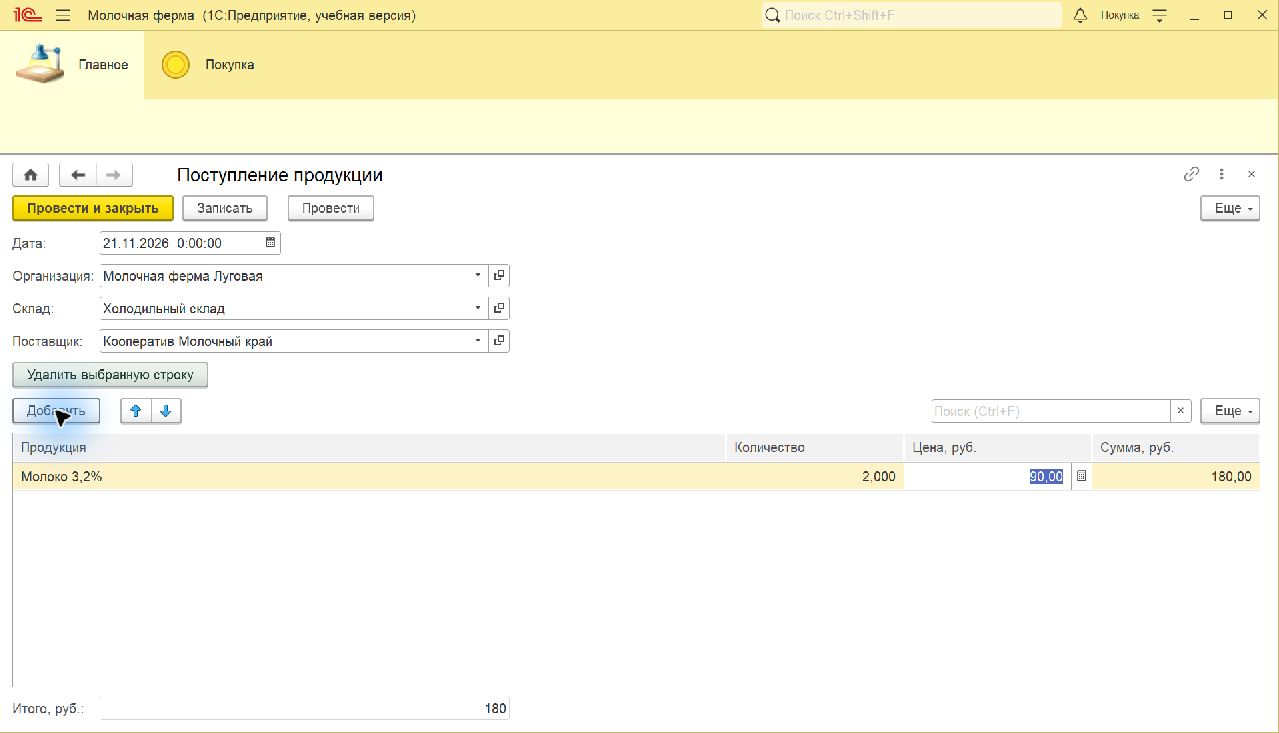 1С Молочная ферма (1С:Предприятие, учебная версия) Поиск Ctrl+Shift+F Покупка
Главное Покупка
Поступление продукции
Провести и закрыть Записать Провести Еще
Дата: 21.11.2026 0:00:00
Организация: Молочная ферма Луговая
Склад: Холодильный склад
Поставщик: Кооператив Молочный край
Удалить выбранную строку
Добавить Поиск (Ctrl+F) × Еще
Продукция Количество Цена, руб. Сумма, руб.
Молоко 3,2% 2,000 90,00 180,00
Итого, руб.: 180